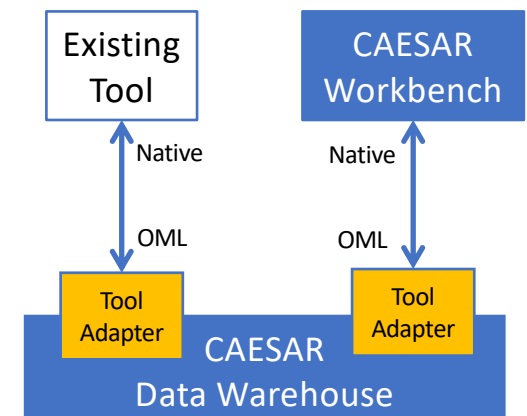 Existing
Tool
CAESAR
Workbench
Native
Native
OML
OML
Tool
Adapter
Tool
Adapter
CAESAR
Data Warehouse